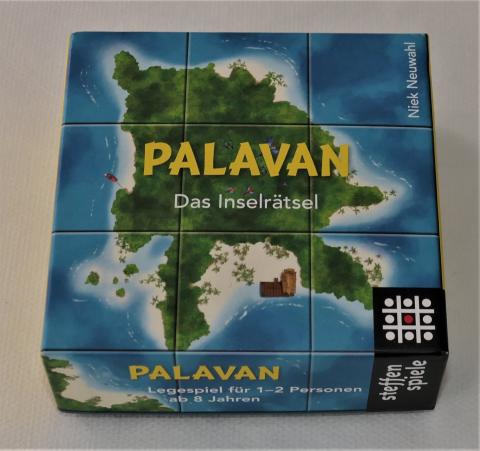 Niek Neuwahl
PALAVAN
Das Inselrätsel
PALAVAN
Legespiel für 1–2 Personen
ab 8 Jahren
steffen
spiele